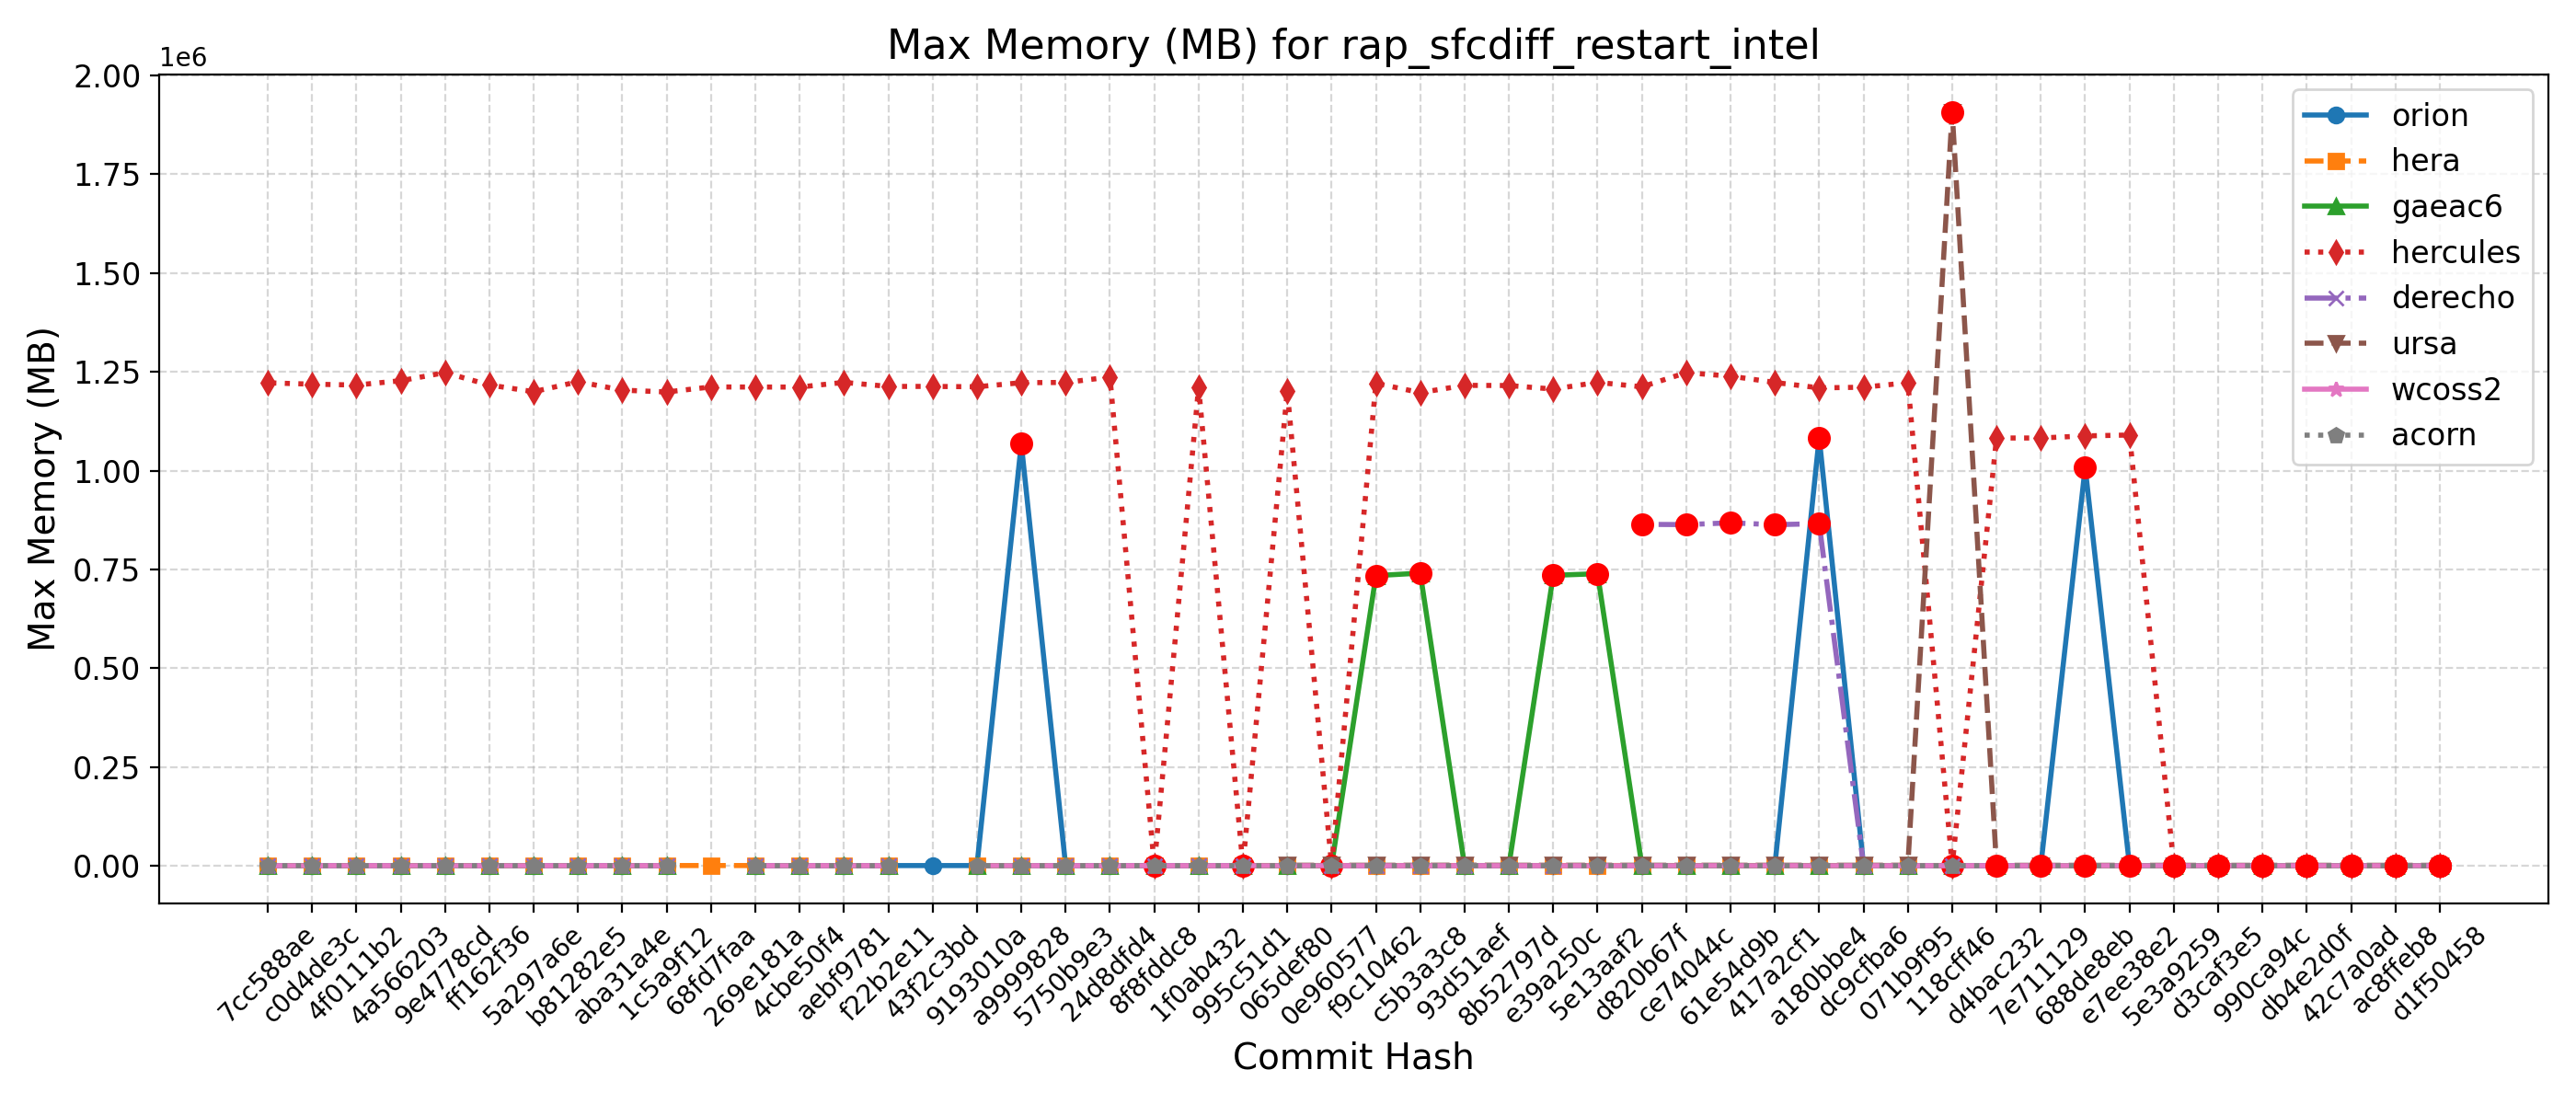 Max Memory (MB) for rap_sfcdiff_restart_intel
1e6
2.00
1.75
1.50
1.25
1.00
0.75
0.50
0.25
0.00
Max Memory (MB)
orion
hera
gaeac6
hercules
derecho
ursa
wcoss2
acorn
7cc588ae
c0d4de3c
4f0111b2
4a566203
9e4778cd
ff162f36
5a297a6e
b81282e5
aba31a4e
1c5a9f12
68fd7faa
269e181a
4cbe50f4
aebf9781
f22b2e11
43f2c3bd
9193010a
a9999828
5750b9e3
24d8dfd4
8f8fddc8
1f0ab432
995c51d1
065def80
0e960577
f9c10462
c5b3a3c8
93d51aef
8b52797d
e39a250c
5e13aaf2
d820b67f
ce74044c
61e54d9b
417a2cf1
a180bbe4
dc9cfba6
071b9f95
118cff46
d4bac232
7e711129
688de8eb
e7ee38e2
5e3a9259
d3caf3e5
990ca94c
db4e2d0f
42c7a0ad
ac8ffeb8
d1f50458
Commit Hash